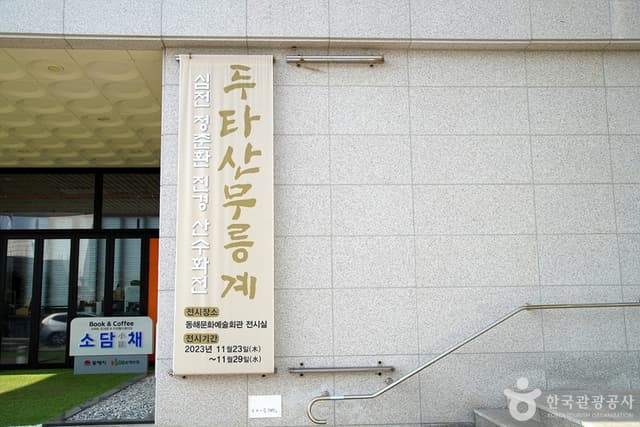 두타산무릉계
심전 정춘환 진경 산수화전
전시장소
동해문화예술회관 전시실
전시기간
2023년 11월23일(木)
~11월29일(水)
Book & Coffee
소담 채
한국관광공사
KOREA TOURISM ORGANIZATION